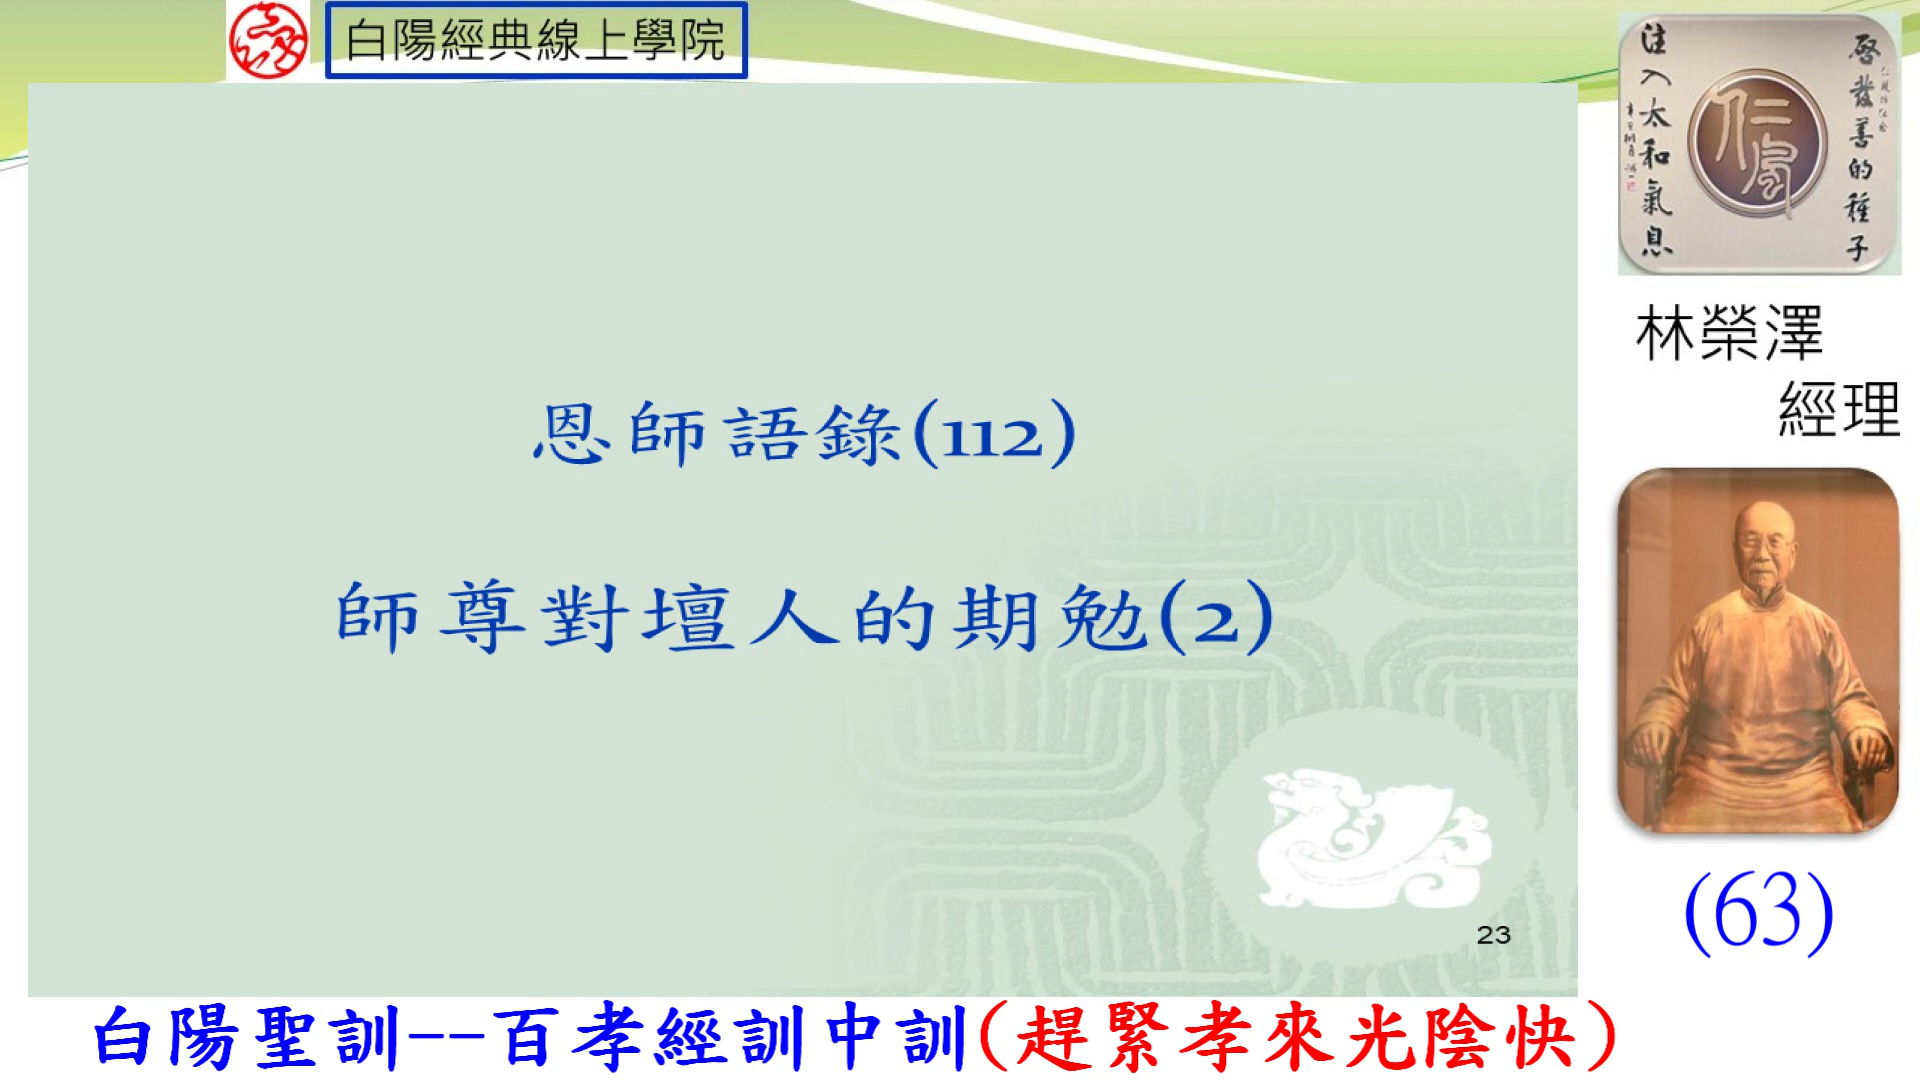 白陽經典線上學院
恩師語錄(112)
師尊對壇人的期勉(2)
23
啓發善的種子
仁風
注入太和氣息
林榮澤
經理
(63)
白陽聖訓--百孝經訓中訓(趕緊孝來光陰快)